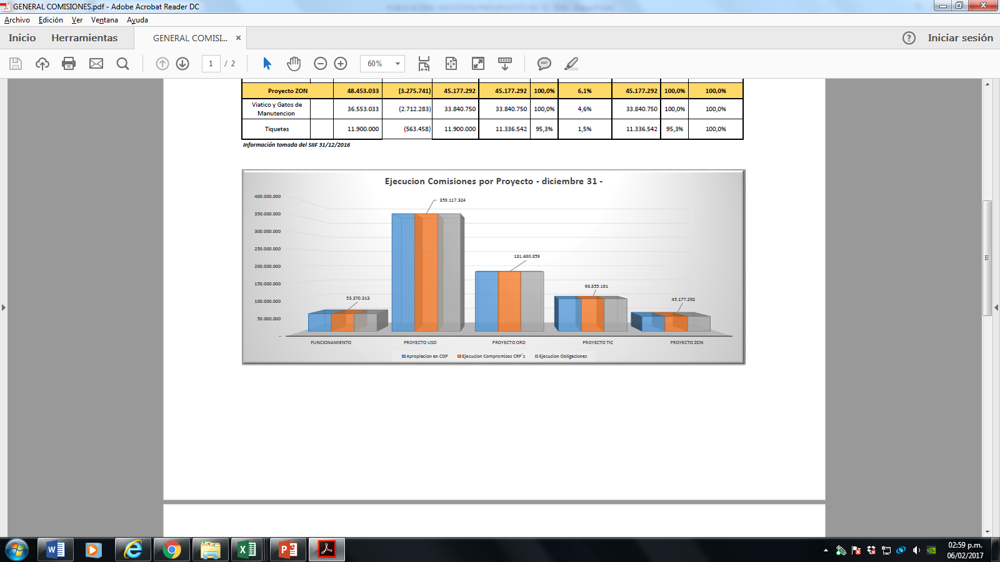 GENERAL COMISIONES.pdf - Adobe Acrobat Reader DC
Archivo Edición Ver Ventana Ayuda
Inicio Herramientas GENERAL COMISI... × ? Iniciar sesión
1 / 2 60%
Proyecto ZON 48.453.033 (3.275.741) 45.177.292 45.177.292 100,0% 6,1% 45.177.292 100,0% 100,0%
Viatico y Gatos de
Manutencion 36.553.033 (2.712.283) 33.840.750 33.840.750 100,0% 4,6% 33.840.750 100,0% 100,0%
Tiquetes 11.900.000 (563.458) 11.900.000 11.336.542 95,3% 1,5% 11.336.542 95,3% 100,0%
Información tomada del SIIF 31/12/2016
Ejecucion Comisiones por Proyecto - diciembre 31 -
400.000.000
350.000.000
300.000.000
250.000.000
200.000.000
150.000.000
100.000.000
50.000.000
-
53.370.313
359.117.324
181.680.859
98.855.191
45.177.292
FUNCIONAMIENTO PROYECTO USO PROYECTO ORD PROYECTO TIC PROYECTO ZON
Apropiacion en CDP Ejecucion Compromisos CRP´s Ejecucion Obligaciones
02:59 p.m.
06/02/2017